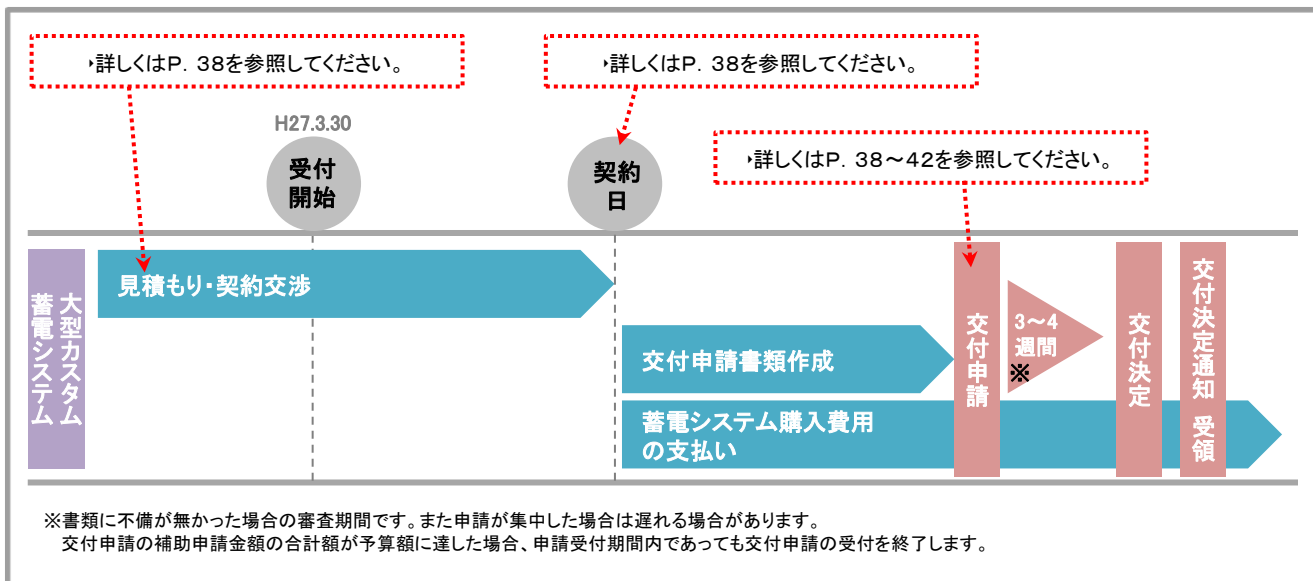 ・詳しくはP. 38を参照してください。
・詳しくはP. 38を参照してください。
H27.3.30
受付
開始
契約
日
・詳しくはP. 38～42を参照してください。
大型カスタム
蓄電システム
見積もり・契約交渉
交付申請書類作成
蓄電システム購入費用
の支払い
交付申請
3～4
週間
※
交付決定
交付決定通知 受領
※書類に不備が無かった場合の審査期間です。また申請が集中した場合は遅れる場合があります。
交付申請の補助申請金額の合計額が予算額に達した場合、申請受付期間内であっても交付申請の受付を終了します。